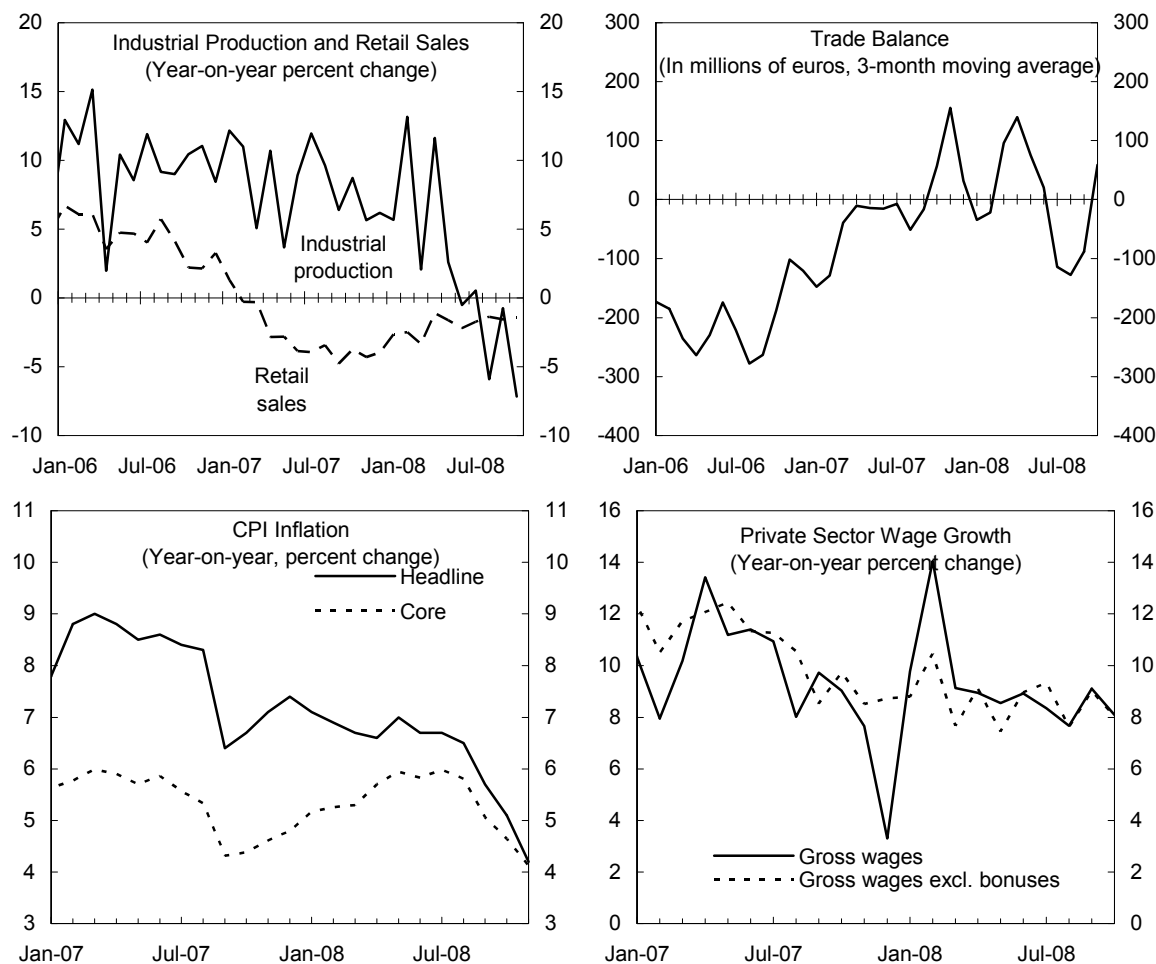 Industrial Production and Retail Sales
(Year-on-year percent change)
20
15
10
5
0
-5
-10
20
15
10
5
0
-5
-10
Industrial
production
Retail
sales
Jan-06
Jul-06
Jan-07
Jul-07
Jan-08
Jul-08
Trade Balance
(In millions of euros, 3-month moving average)
300
200
100
0
-100
-200
-300
-400
300
200
100
0
-100
-200
-300
-400
Jan-06
Jul-06
Jan-07
Jul-07
Jan-08
Jul-08
CPI Inflation
(Year-on-year, percent change)
Headline
Core
11
10
9
8
7
6
5
4
3
11
10
9
8
7
6
5
4
3
Jan-07
Jul-07
Jan-08
Jul-08
Private Sector Wage Growth
(Year-on-year percent change)
16
14
12
10
8
6
4
2
0
16
14
12
10
8
6
4
2
0
Gross wages
Gross wages excl. bonuses
Jan-07
Jul-07
Jan-08
Jul-08